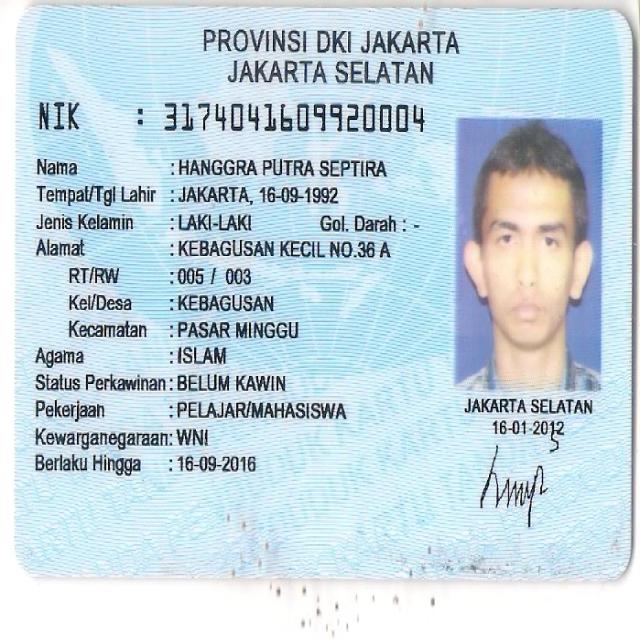 PROVINSI DKI JAKARTA
JAKARTA SELATAN
NIK : 3174041609920004
Nama : HANGGRA PUTRA SEPTIRA
Tempat/Tgl Lahir : JAKARTA, 16-09-1992
Jenis Kelamin : LAKI-LAKI Gol. Darah : -
Alamat : KEBAGUSAN KECIL NO.36 A
RT/RW : 005 / 003
Kel/Desa : KEBAGUSAN
Kecamatan : PASAR MINGGU
Agama : ISLAM
Status Perkawinan : BELUM KAWIN
Pekerjaan : PELAJAR/MAHASISWA
Kewarganegaraan : WNI
Berlaku Hingga : 16-09-2016
JAKARTA SELATAN
16-01-2012